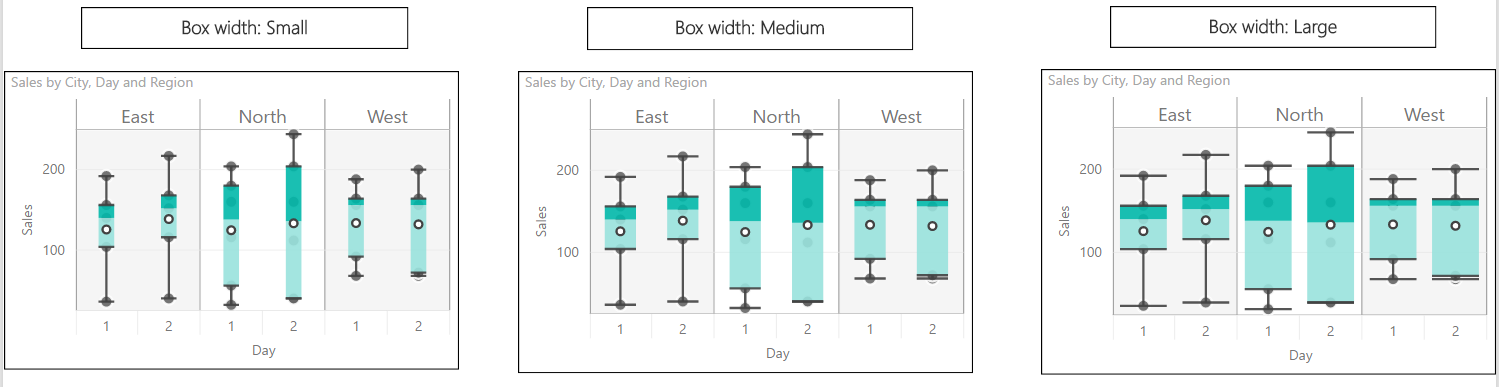 Box width: Small
Sales by City, Day and Region
East North West
200
100
Sales
1 2 1 2 1 2
Day
Box width: Medium
Sales by City, Day and Region
East North West
200
100
Sales
1 2 1 2 1 2
Day
Box width: Large
Sales by City, Day and Region
East North West
200
100
Sales
1 2 1 2 1 2
Day